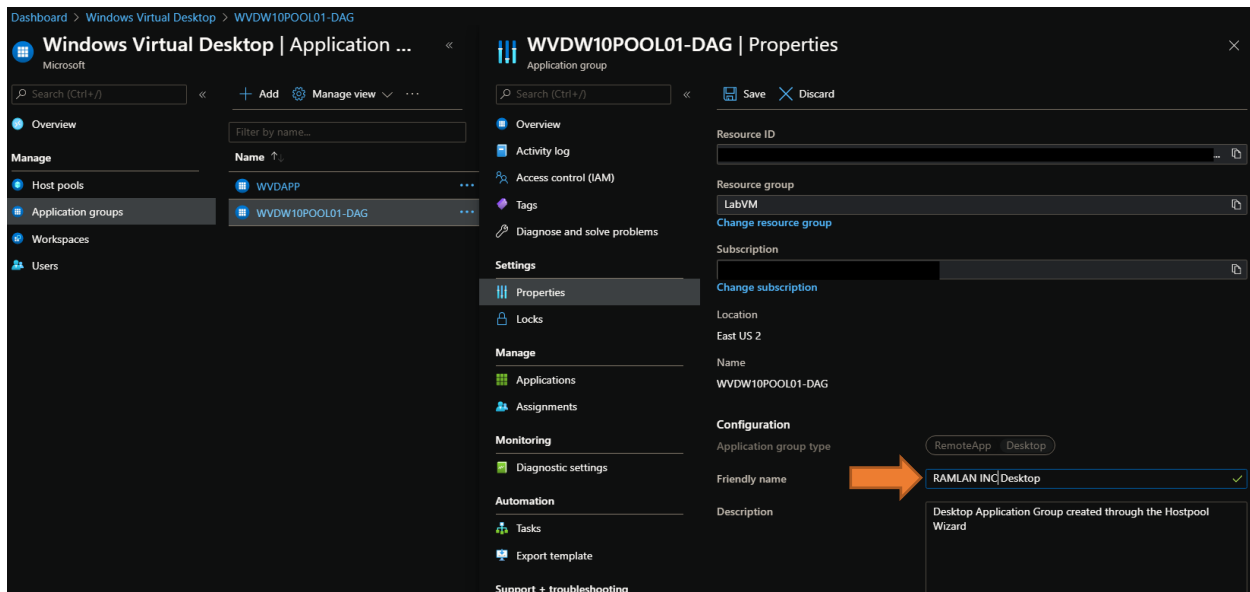 Dashboard > Windows Virtual Desktop > WVDW10POOL01-DAG
Windows Virtual Desktop | Application ...
Microsoft
Search (Ctrl+/)
Overview
Manage
Host pools
Application groups
Workspaces
Users
Add Manage view ...
Filter by name...
Name
WVDAPP ...
WVDW10POOL01-DAG ...
WVDW10POOL01-DAG | Properties
Application group
Search (Ctrl+/)
Overview
Activity log
Access control (IAM)
Tags
Diagnose and solve problems
Settings
Properties
Locks
Manage
Applications
Assignments
Monitoring
Diagnostic settings
Automation
Tasks
Export template
Support + troubleshooting
Save Discard
Resource ID
...
Resource group
LabVM
Change resource group
Subscription
Change subscription
Location
East US 2
Name
WVDW10POOL01-DAG
Configuration
Application group type RemoteApp Desktop
Friendly name RAMLAN INC Desktop
Description Desktop Application Group created through the Hostpool
Wizard